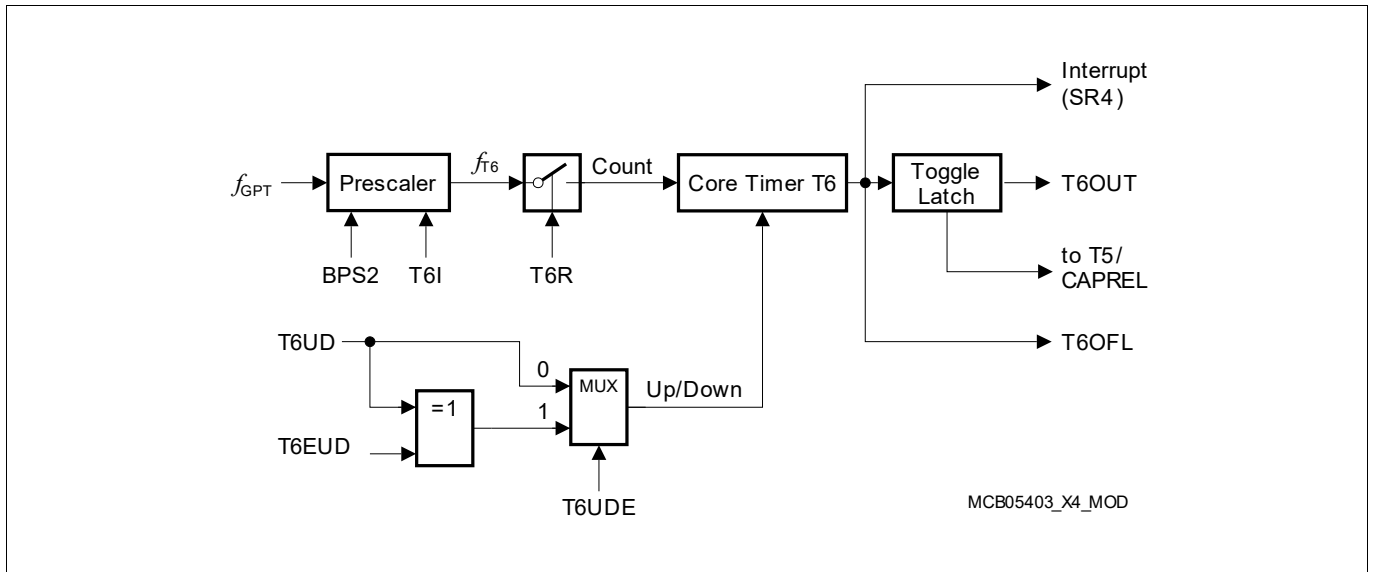 Interrupt
(SR4)
fGPT
Prescaler
fT6
Count
Core Timer T6
Toggle
Latch
T6OUT
BPS2
T6I
T6R
to T5/
CAPREL
T6UD
T6OFL
0
MUX
Up/Down
=1
1
T6EUD
T6UDE
MCB05403_X4_MOD